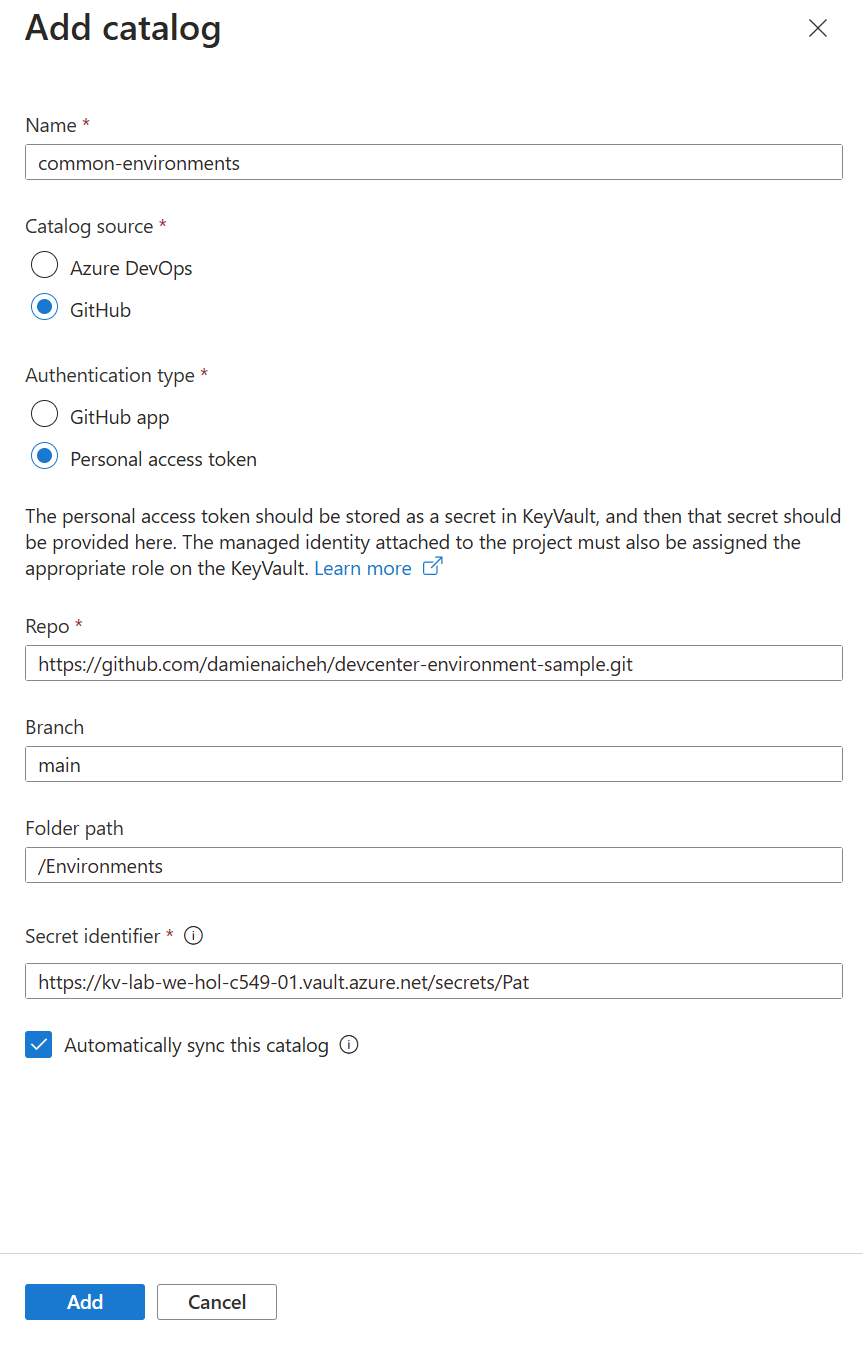 Add catalog
Name *
common-environments
Catalog source *
Azure DevOps
GitHub
Authentication type *
GitHub app
Personal access token
The personal access token should be stored as a secret in KeyVault, and then that secret should
be provided here. The managed identity attached to the project must also be assigned the
appropriate role on the KeyVault. Learn more
Repo *
https://github.com/damienaicheh/devcenter-environment-sample.git
Branch
main
Folder path
/Environments
Secret identifier *
https://kv-lab-we-hol-c549-01.vault.azure.net/secrets/Pat
Automatically sync this catalog
Add
Cancel